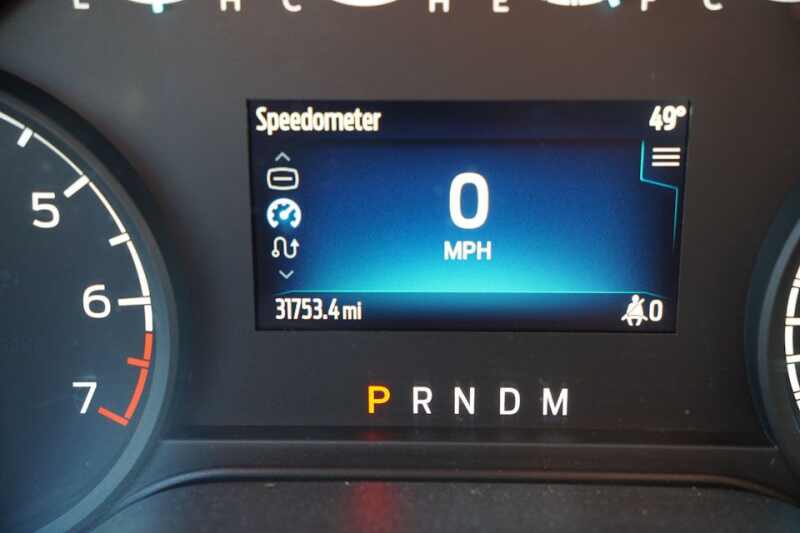 L H C H E F C
Speedometer 49°
5
0
MPH
6
31753.4 mi 0
7
P R N D M